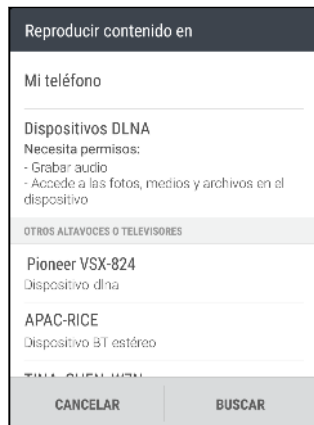 Reproducir contenido en
Mi teléfono
Dispositivos DLNA
Necesita permisos:
- Grabar audio
- Accede a las fotos, medios y archivos en el
dispositivo
OTROS ALTAVOCES O TELEVISORES
Pioneer VSX-824
Dispositivo dlna
APAC-RICE
Dispositivo BT estéreo
CANCELAR
BUSCAR